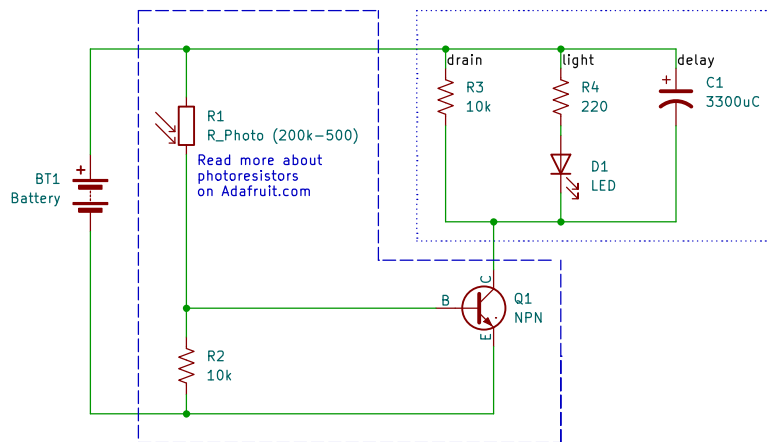 drain
light
delay
R3
10k
R4
220
+
C1
3300uC
R1
R_Photo (200k-500)
Read more about
photoresistors
on Adafruit.com
+
BT1
Battery
D1
LED
C
B
Q1
NPN
E
R2
10k